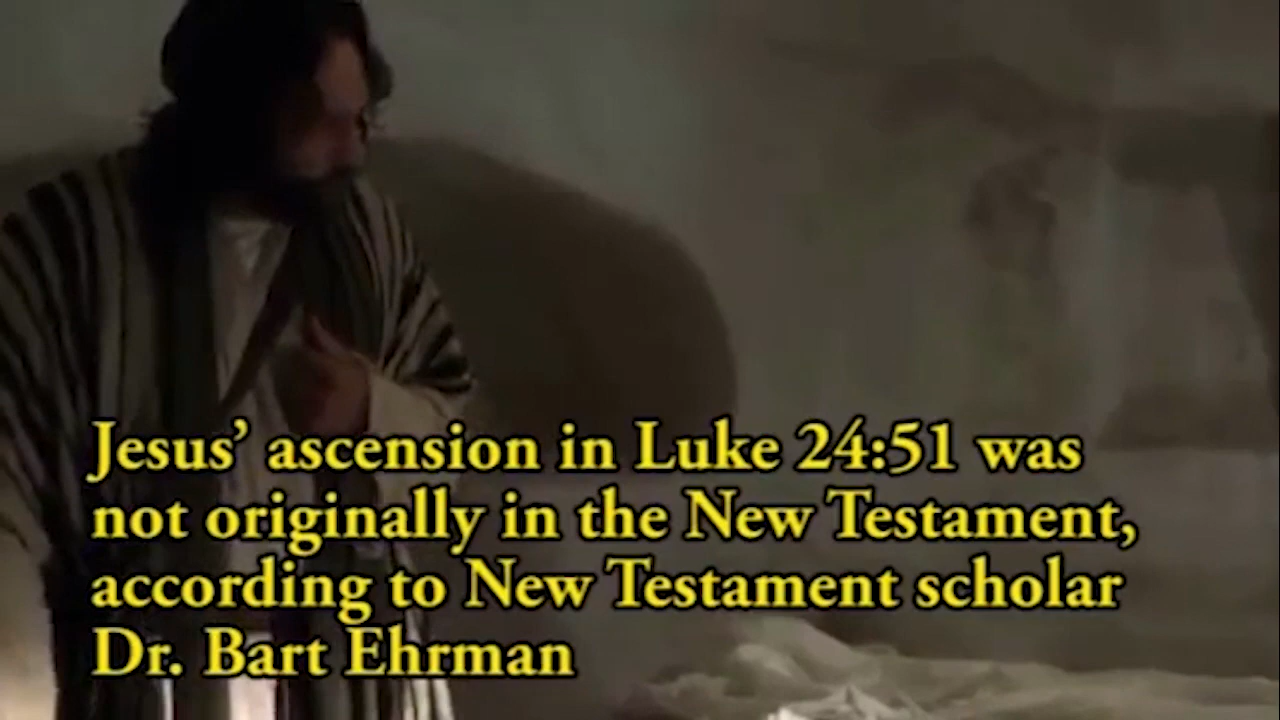 Jesus’ ascension in Luke 24:51 was
not originally in the New Testament,
according to New Testament scholar
Dr. Bart Ehrman